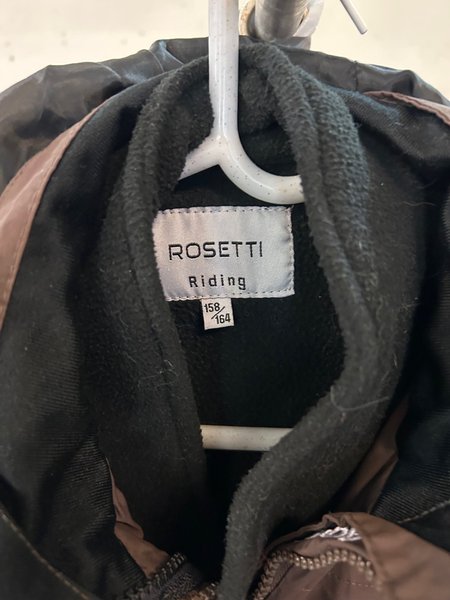 ROSETTI
Riding
158/
164